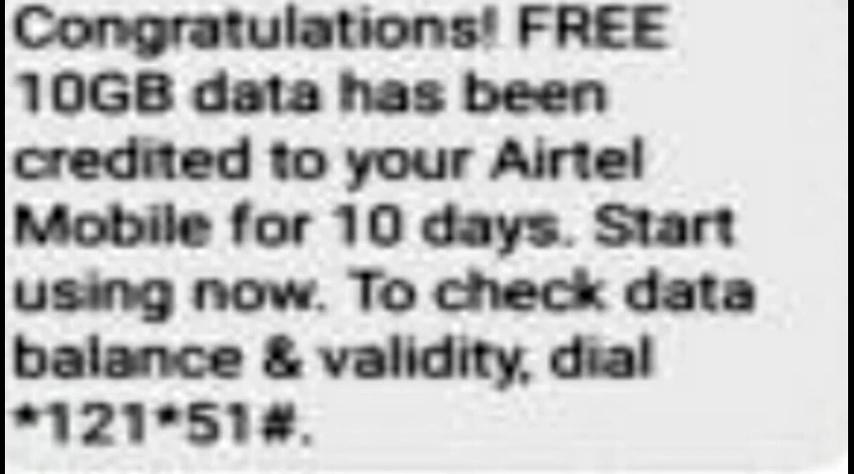 Congratulations! FREE
10GB data has been
credited to your Airtel
Mobile for 10 days. Start
using now. To check data
balance & validity, dial
*121*51#.